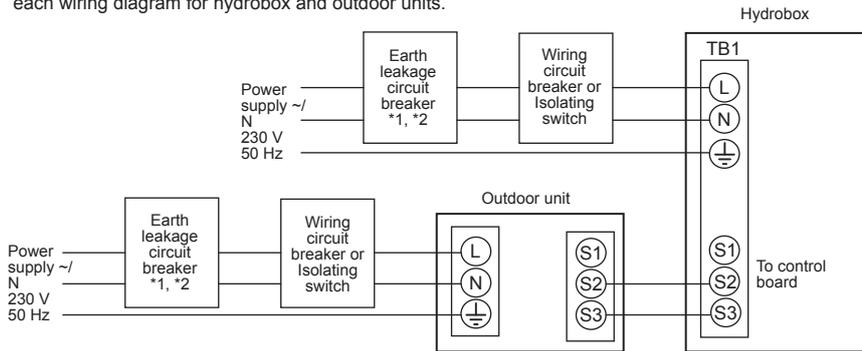 each wiring diagram for hydrobox and outdoor units.
Hydrobox
TB1
Power
supply ~/
N
230 V
50 Hz
Earth
leakage
circuit
breaker
*1, *2
Wiring
circuit
breaker or
Isolating
switch
L
N
Outdoor unit
Power
supply ~/
N
230 V
50 Hz
Earth
leakage
circuit
breaker
*1, *2
Wiring
circuit
breaker or
Isolating
switch
L
N
S1
S2
S3
S1
S2
S3
To control
board